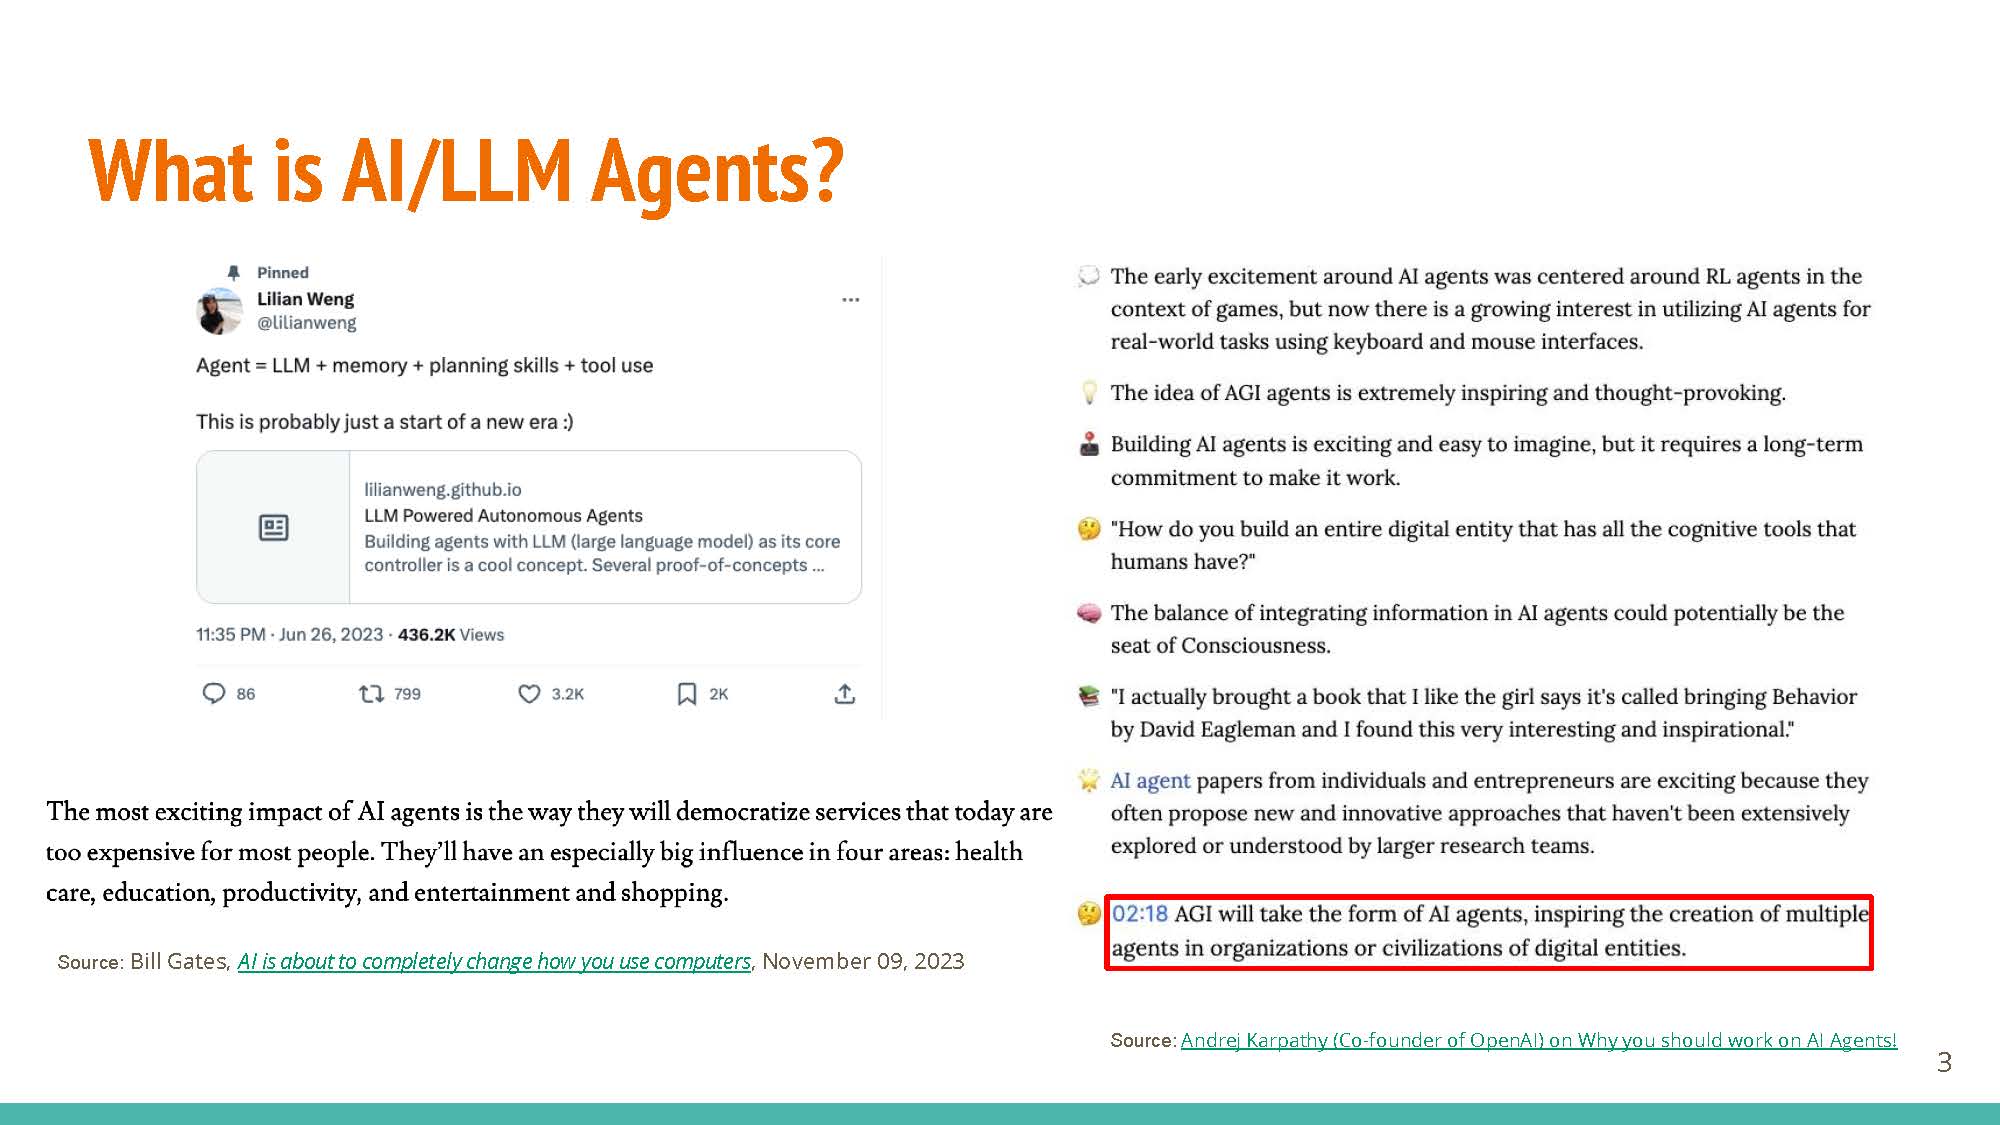 What is AI/LLM Agents?
Pinned
Lilian Weng
@lilianweng
Agent = LLM + memory + planning skills + tool use
This is probably just a start of a new era :)
lilianweng.github.io
LLM Powered Autonomous Agents
Building agents with LLM (large language model) as its core
controller is a cool concept. Several proof-of-concepts ...
11:35 PM · Jun 26, 2023 · 436.2K Views
86 799 3.2K 2K
The most exciting impact of AI agents is the way they will democratize services that today are
too expensive for most people. They’ll have an especially big influence in four areas: health
care, education, productivity, and entertainment and shopping.
Source: Bill Gates, AI is about to completely change how you use computers, November 09, 2023
The early excitement around AI agents was centered around RL agents in the
context of games, but now there is a growing interest in utilizing AI agents for
real-world tasks using keyboard and mouse interfaces.
The idea of AGI agents is extremely inspiring and thought-provoking.
Building AI agents is exciting and easy to imagine, but it requires a long-term
commitment to make it work.
"How do you build an entire digital entity that has all the cognitive tools that
humans have?"
The balance of integrating information in AI agents could potentially be the
seat of Consciousness.
"I actually brought a book that I like the girl says it's called bringing Behavior
by David Eagleman and I found this very interesting and inspirational."
AI agent papers from individuals and entrepreneurs are exciting because they
often propose new and innovative approaches that haven't been extensively
explored or understood by larger research teams.
02:18 AGI will take the form of AI agents, inspiring the creation of multiple
agents in organizations or civilizations of digital entities.
Source: Andrej Karpathy (Co-founder of OpenAI) on Why you should work on AI Agents!
3